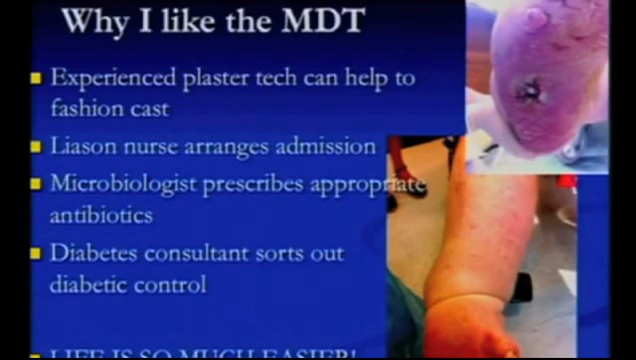 Why I like the MDT
Experienced plaster tech can help to
fashion cast
Liason nurse arranges admission
Microbiologist prescribes appropriate
antibiotics
Diabetes consultant sorts out
diabetic control
LIFE IS SO MUCH EASIER!